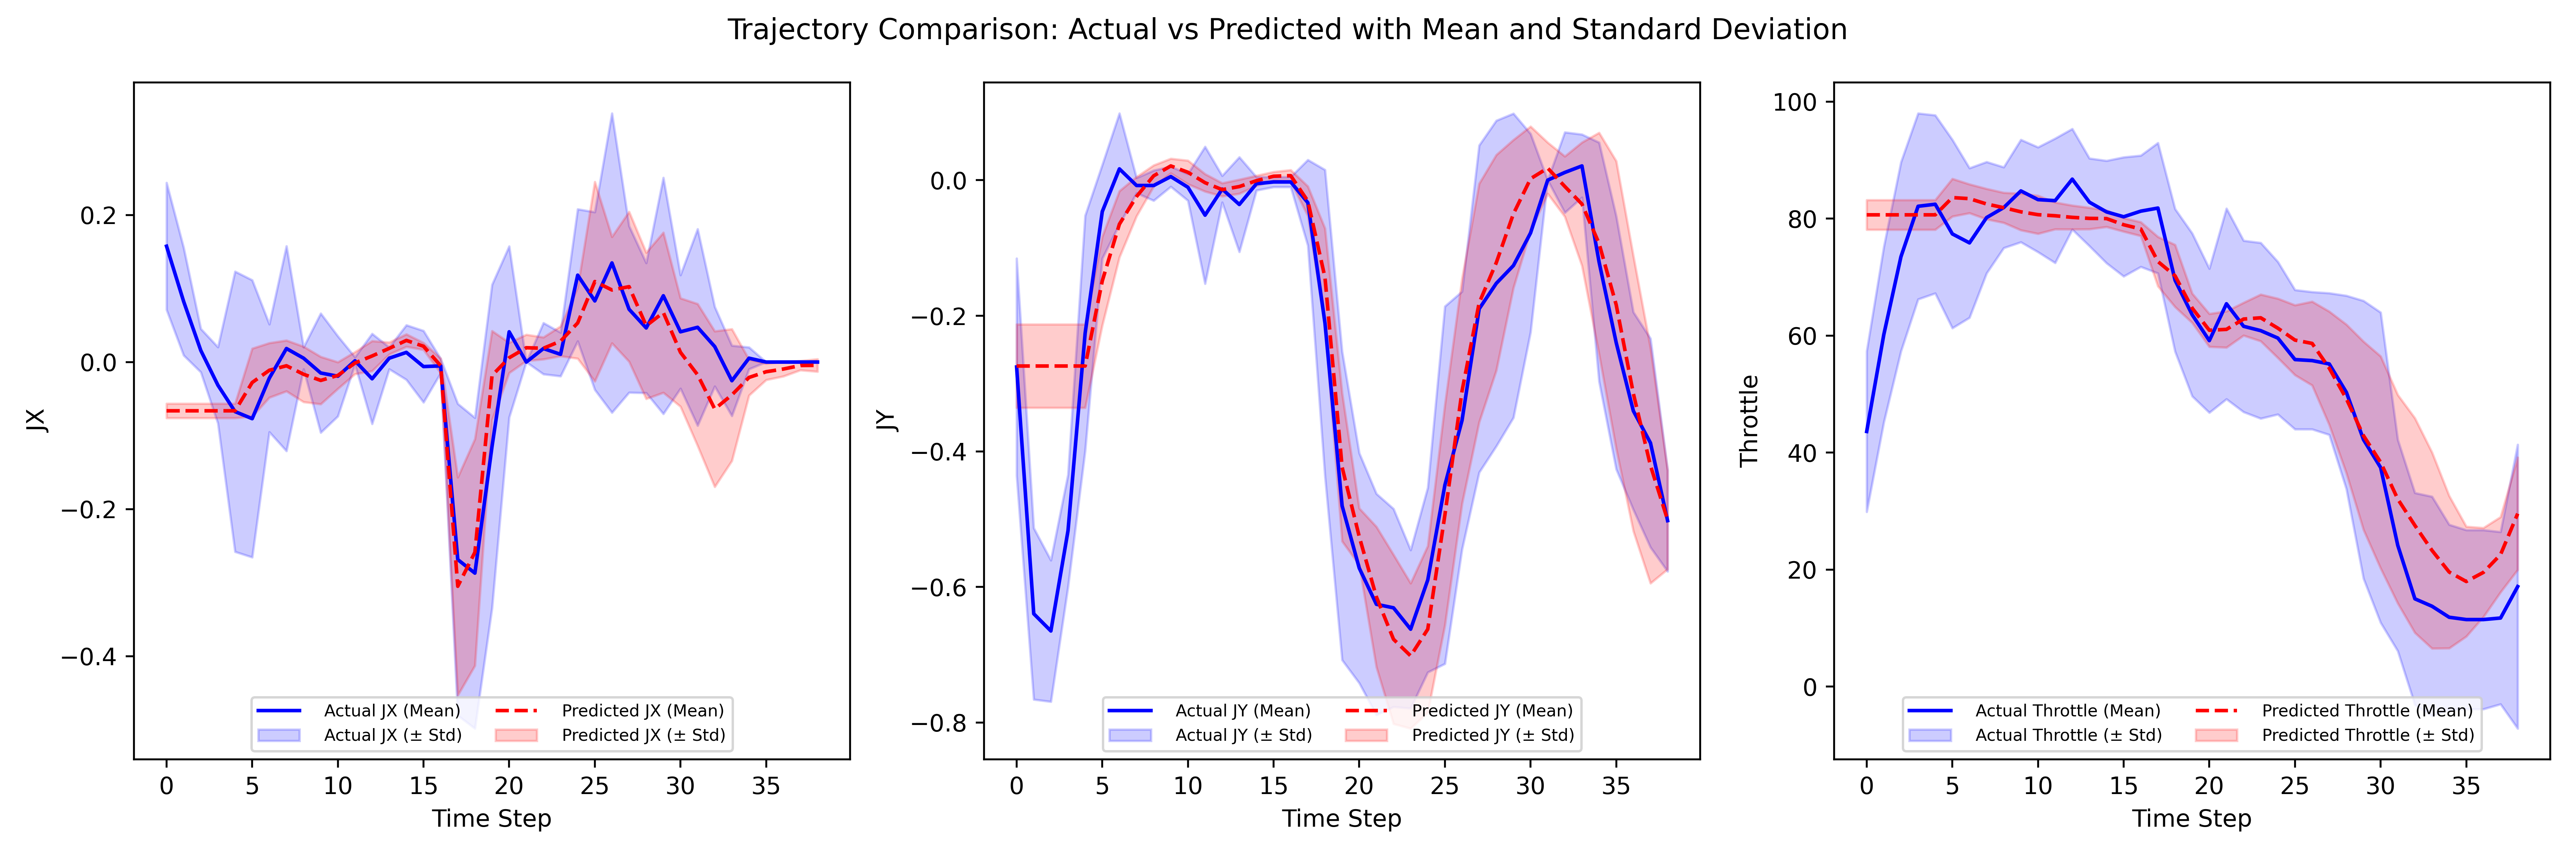 Trajectory Comparison: Actual vs Predicted with Mean and Standard Deviation
JX
0.2
0.0
−0.2
−0.4
0 5 10 15 20 25 30 35
Time Step
Actual JX (Mean)
Actual JX (± Std)
Predicted JX (Mean)
Predicted JX (± Std)
JY
0.0
−0.2
−0.4
−0.6
−0.8
0 5 10 15 20 25 30 35
Time Step
Actual JY (Mean)
Actual JY (± Std)
Predicted JY (Mean)
Predicted JY (± Std)
Throttle
100
80
60
40
20
0
0 5 10 15 20 25 30 35
Time Step
Actual Throttle (Mean)
Actual Throttle (± Std)
Predicted Throttle (Mean)
Predicted Throttle (± Std)